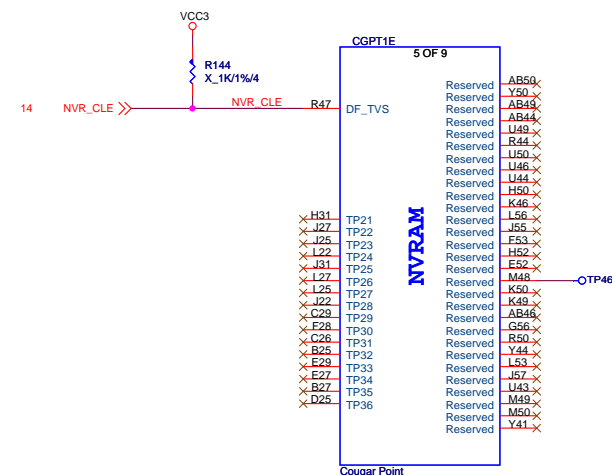 VCC3
CGPT1E
5 OF 9
R144
X_1K/1%/4
14 NVR_CLE NVR_CLE R47 DF_TVS
NVRAM
Reserved AB50
Reserved Y50
Reserved AB49
Reserved AB44
Reserved U49
Reserved R44
Reserved U50
Reserved U46
Reserved U44
Reserved H50
Reserved K46
Reserved L56
Reserved J55
Reserved F53
Reserved H52
Reserved E52
Reserved M48 TP46
Reserved K50
Reserved K49
Reserved AB46
Reserved G56
Reserved R50
Reserved Y44
Reserved L53
Reserved J57
Reserved U43
Reserved M49
Reserved M50
Reserved Y41
H31 TP21
J27 TP22
J25 TP23
L22 TP24
J31 TP25
L27 TP26
L25 TP27
J22 TP28
C29 TP29
F28 TP30
C26 TP31
B25 TP32
E29 TP33
E27 TP34
B27 TP35
D25 TP36
Cougar Point